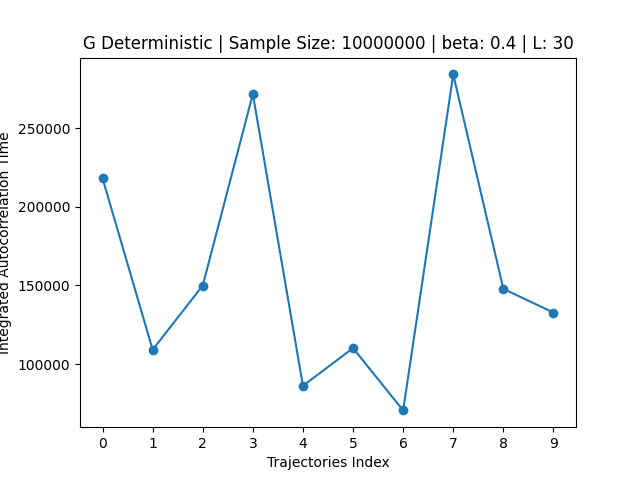 G Deterministic | Sample Size: 10000000 | beta: 0.4 | L: 30
250000
200000
150000
100000
Integrated Autocorrelation Time
0 1 2 3 4 5 6 7 8 9
Trajectories Index